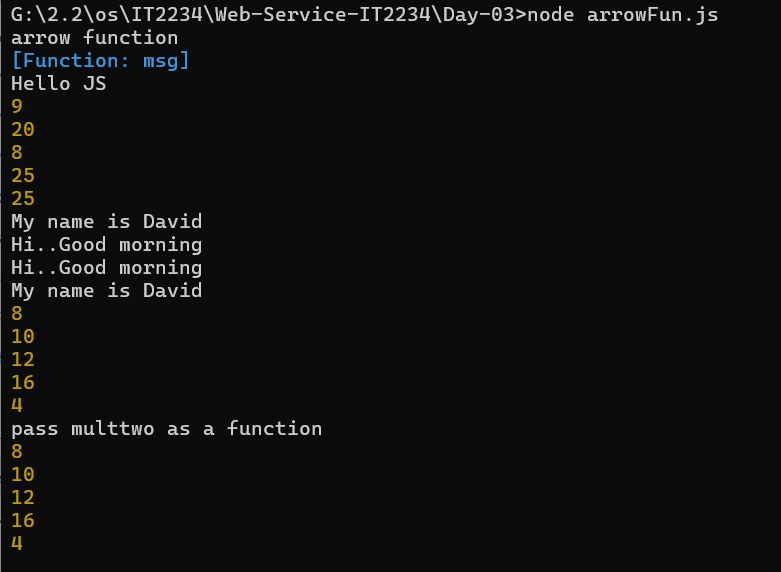 G:\2.2\os\IT2234\Web-Service-IT2234\Day-03>node arrowFun.js
arrow function
[Function: msg]
Hello JS
9
20
8
25
25
My name is David
Hi..Good morning
Hi..Good morning
My name is David
8
10
12
16
4
pass multtwo as a function
8
10
12
16
4